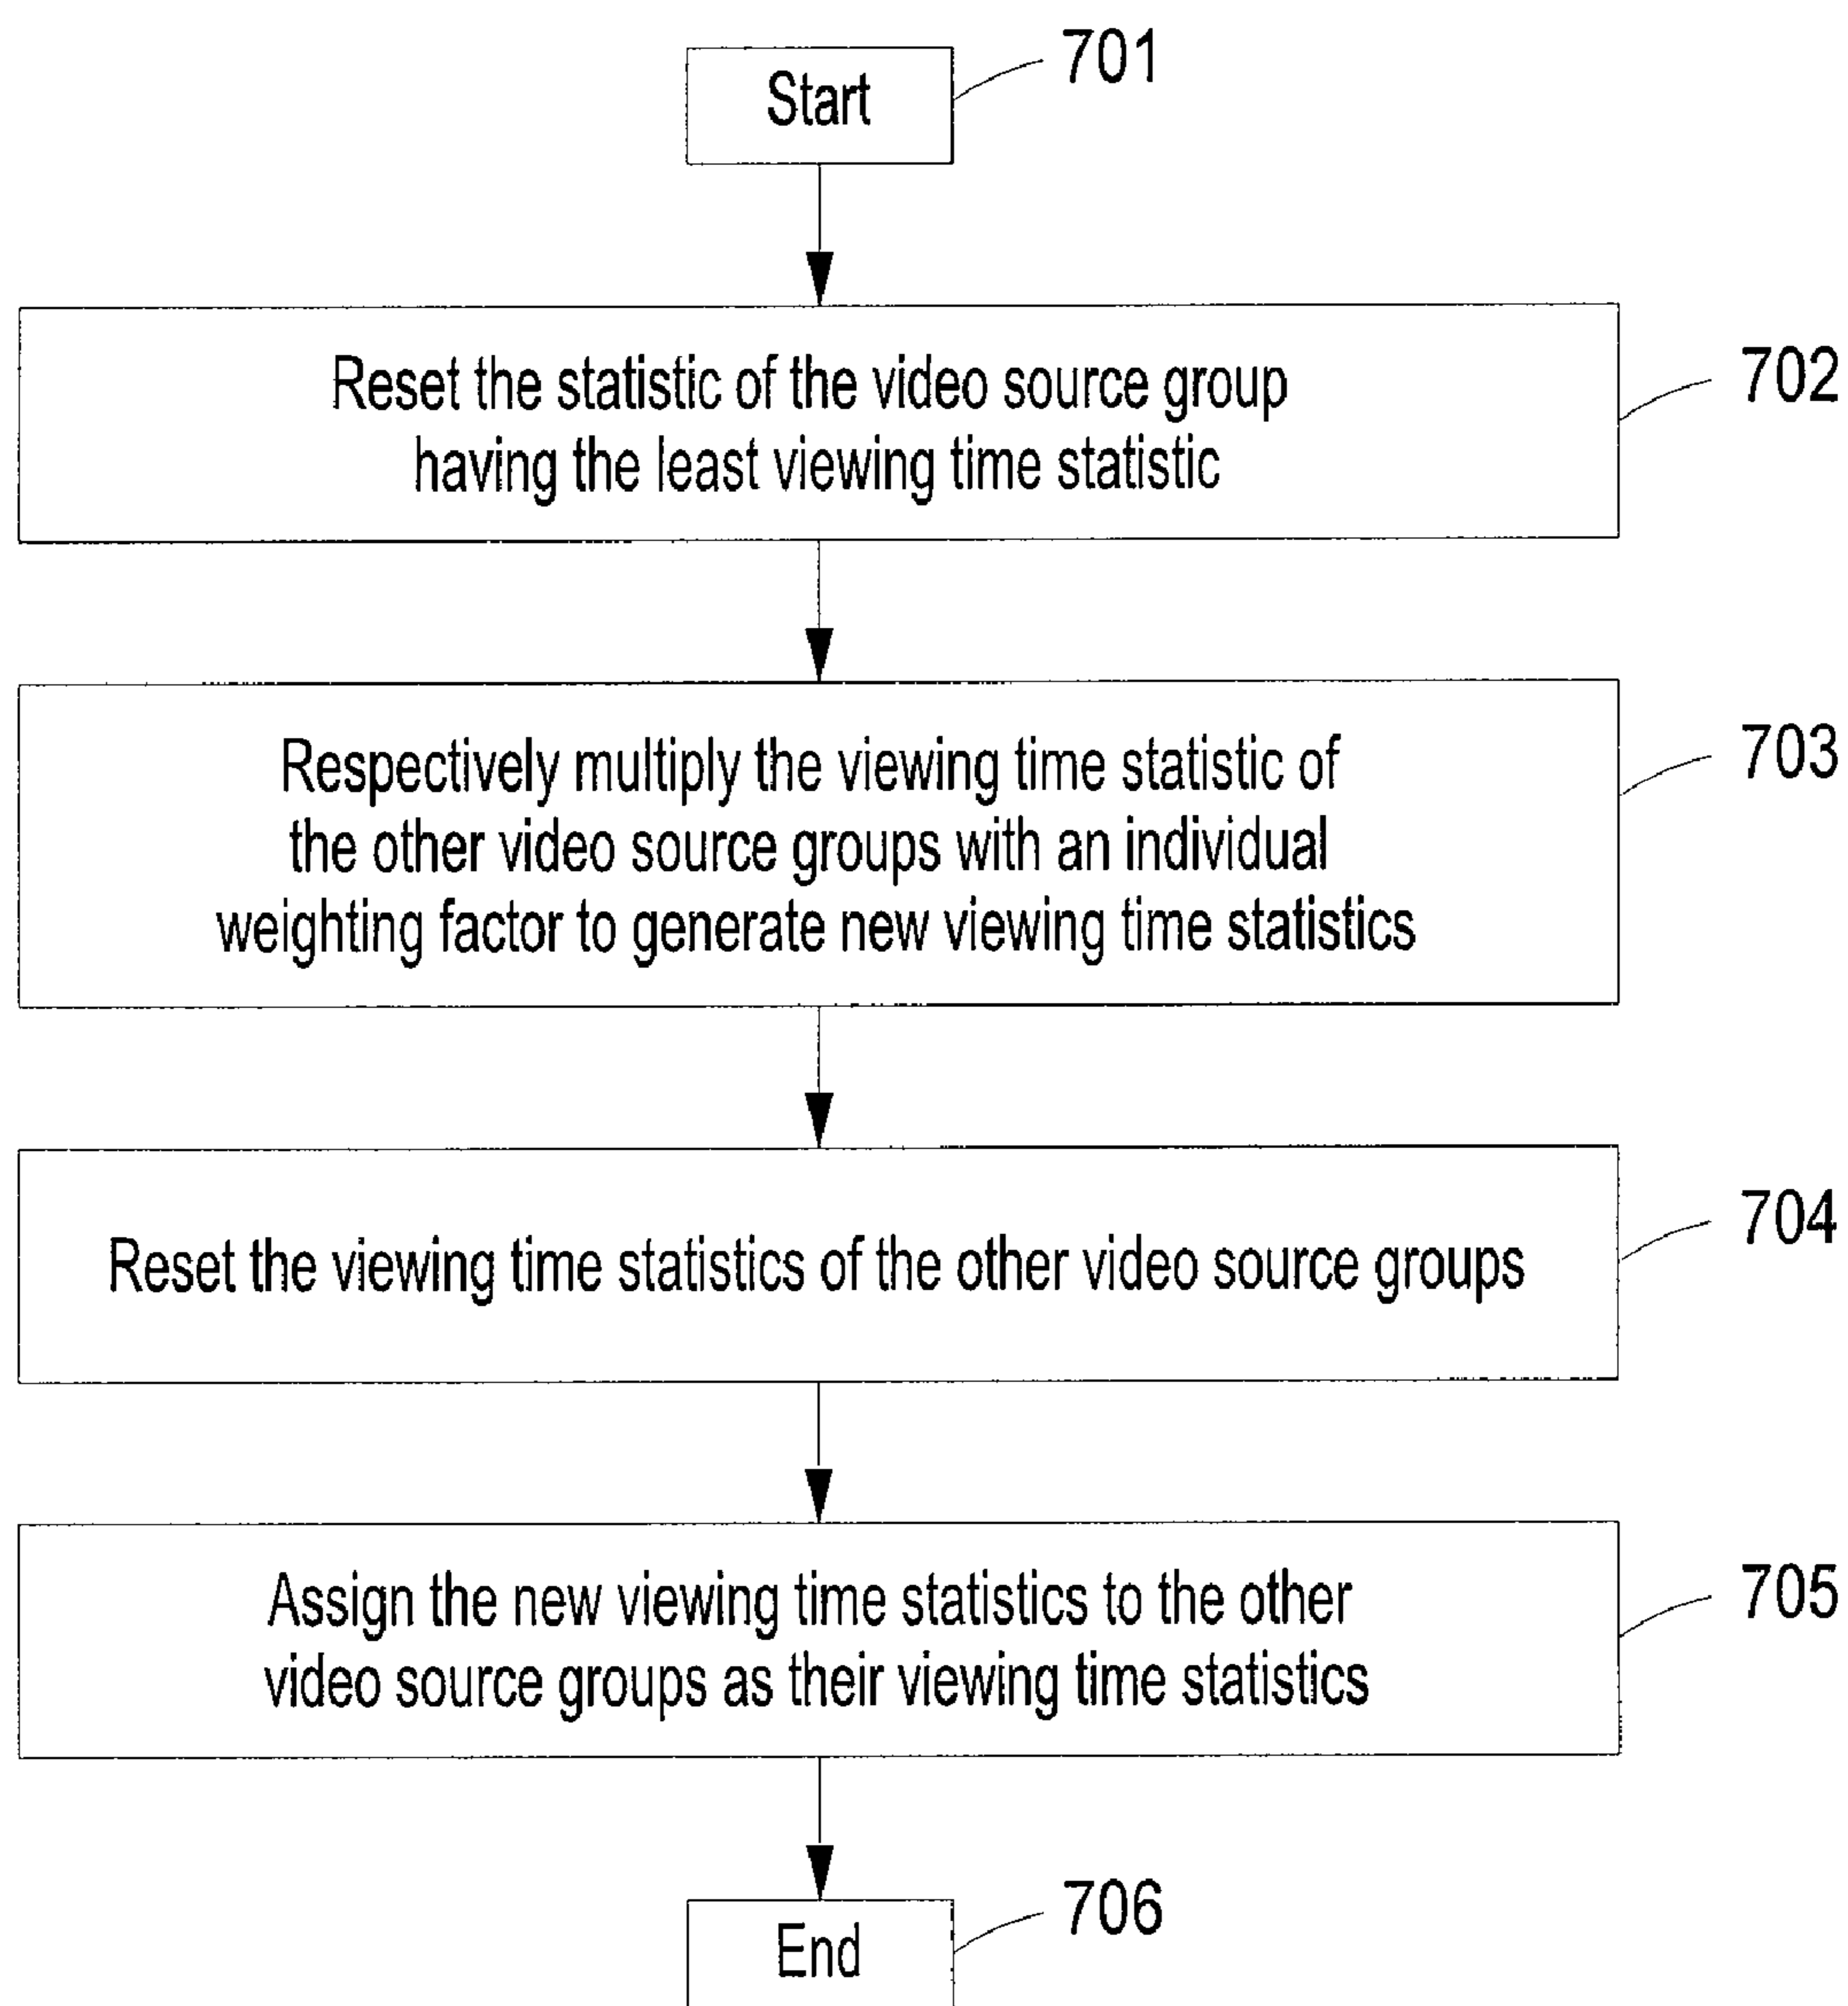 Start
701
Reset the statistic of the video source group
having the least viewing time statistic
702
Respectively multiply the viewing time statistic of
the other video source groups with an individual
weighting factor to generate new viewing time statistics
703
Reset the viewing time statistics of the other video source groups
704
Assign the new viewing time statistics to the other
video source groups as their viewing time statistics
705
End
706